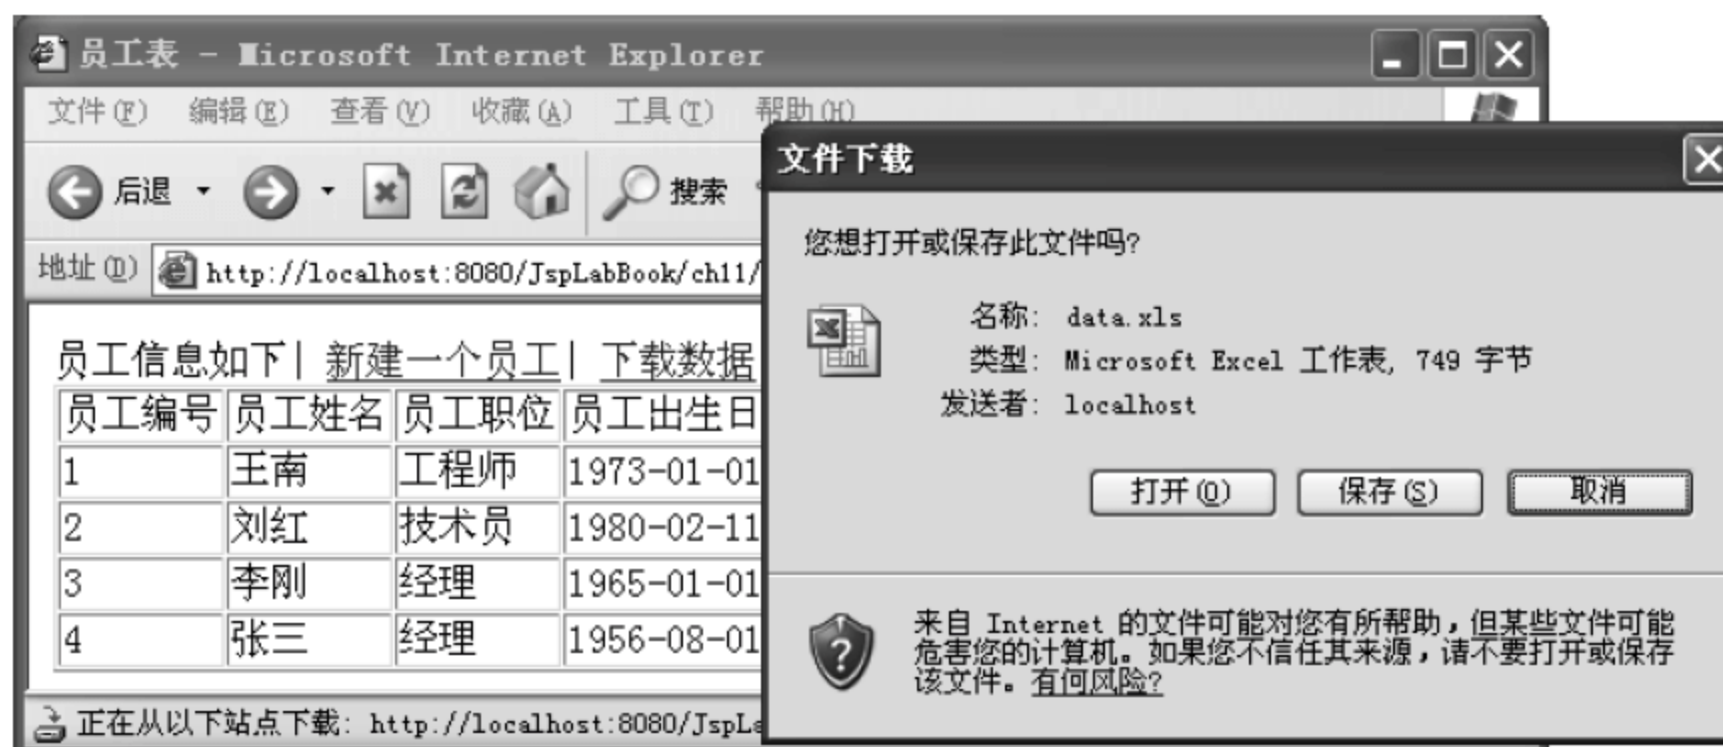 员工表 - Microsoft Internet Explorer
文件(F) 编辑(E) 查看(V) 收藏(A) 工具(T) 帮助(H)
后退 搜索
地址(D) http://localhost:8080/JspLabBook/ch11/
员工信息如下| 新建一个员工| 下载数据
员工编号 员工姓名 员工职位 员工出生日
1 王南 工程师 1973-01-01
2 刘红 技术员 1980-02-11
3 李刚 经理 1965-01-01
4 张三 经理 1956-08-01
正在从以下站点下载: http://localhost:8080/JspLa
文件下载
您想打开或保存此文件吗?
名称: data.xls
类型: Microsoft Excel 工作表, 749 字节
发送者: localhost
打开(O) 保存(S) 取消
来自 Internet 的文件可能对您有所帮助，但某些文件可能
危害您的计算机。如果您不信任其来源，请不要打开或保存
该文件。有何风险?